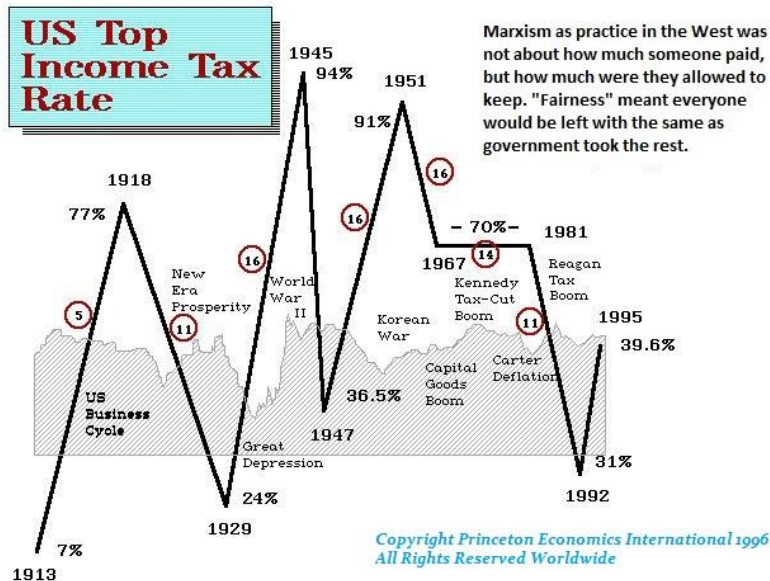 US Top
Income Tax
Rate
Marxism as practice in the West was
not about how much someone paid,
but how much were they allowed to
keep. "Fairness" meant everyone
would be left with the same as
government took the rest.
1945
94%
1951
91%
1918
77%
16
16
16
- 70% -
1981
1967
14
New
Era
Prosperity
World
War
II
Kennedy
Tax-Cut
Boom
Reagan
Tax
Boom
5
11
11
Korean
War
1995
39.6%
Capital
Goods
Boom
Carter
Deflation
US
Business
Cycle
36.5%
1947
Great
Depression
31%
1992
24%
1929
7%
1913
Copyright Princeton Economics International 1996
All Rights Reserved Worldwide